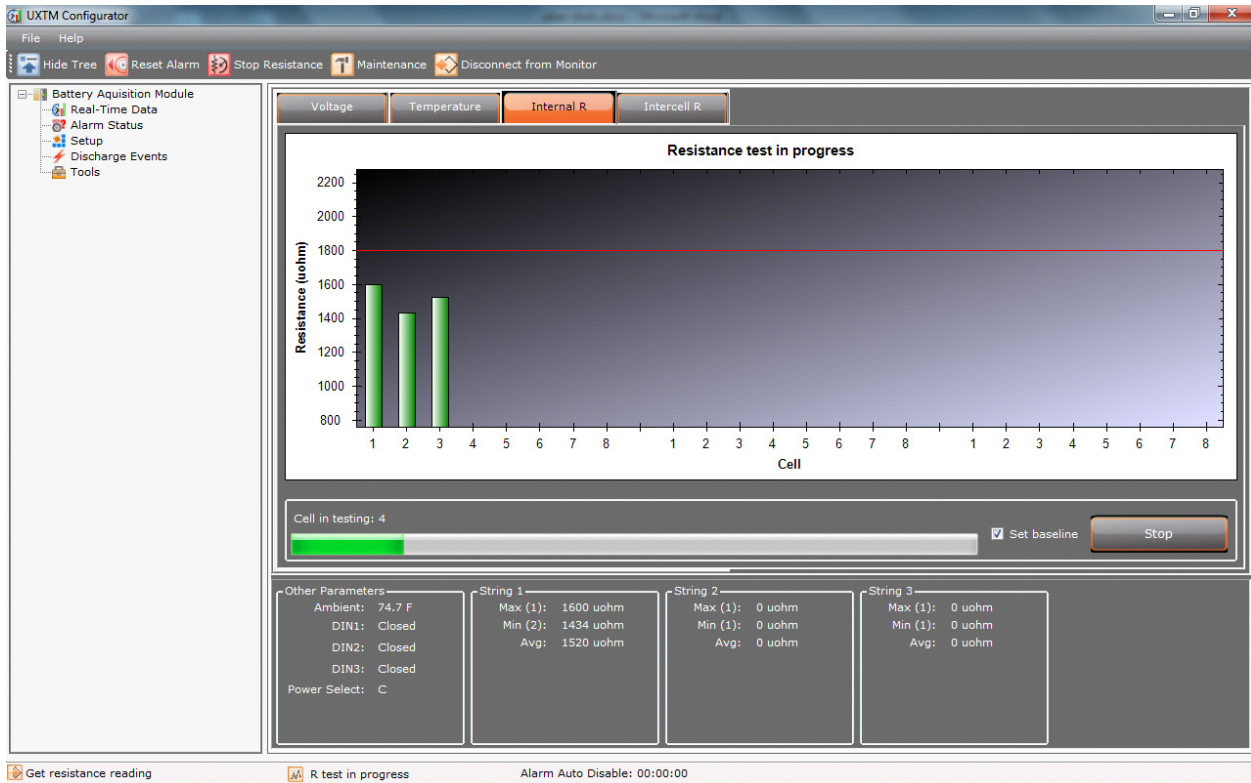 UXTM Configurator
File Help
Hide Tree Reset Alarm Stop Resistance Maintenance Disconnect from Monitor
Battery Aquisition Module
Real-Time Data
Alarm Status
Setup
Discharge Events
Tools
Voltage Temperature Internal R Intercell R
Resistance test in progress
Resistance (uohm)
2200
2000
1800
1600
1400
1200
1000
800
1 2 3 4 5 6 7 8 1 2 3 4 5 6 7 8 1 2 3 4 5 6 7 8
Cell
Cell in testing: 4
Set baseline
Stop
Other Parameters
Ambient: 74.7 F
DIN1: Closed
DIN2: Closed
DIN3: Closed
Power Select: C
String 1
Max (1): 1600 uohm
Min (2): 1434 uohm
Avg: 1520 uohm
String 2
Max (1): 0 uohm
Min (1): 0 uohm
Avg: 0 uohm
String 3
Max (1): 0 uohm
Min (1): 0 uohm
Avg: 0 uohm
Get resistance reading R test in progress Alarm Auto Disable: 00:00:00